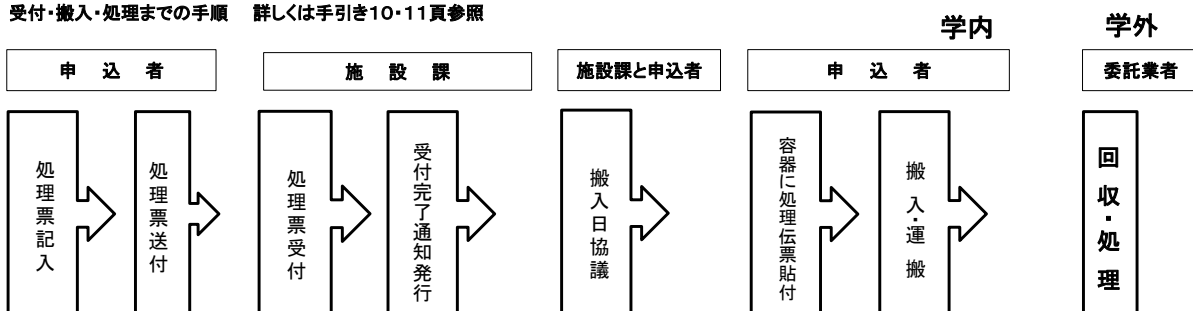 受付・搬入・処理までの手順　詳しくは手引き10・11頁参照
学内
学外
申　込　者
施　設　課
施設課と申込者
申　込　者
委託業者
処理票記入
処理票送付
処理票受付
受付完了通知発行
搬入日協議
容器に処理伝票貼付
搬入・運搬
回収・処理